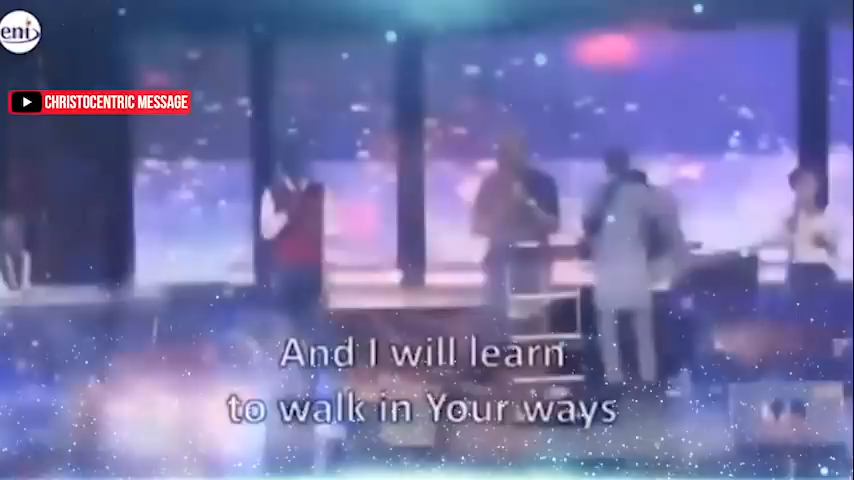 eni
CHRISTOCENTRIC MESSAGE
And I will learn
to walk in Your ways